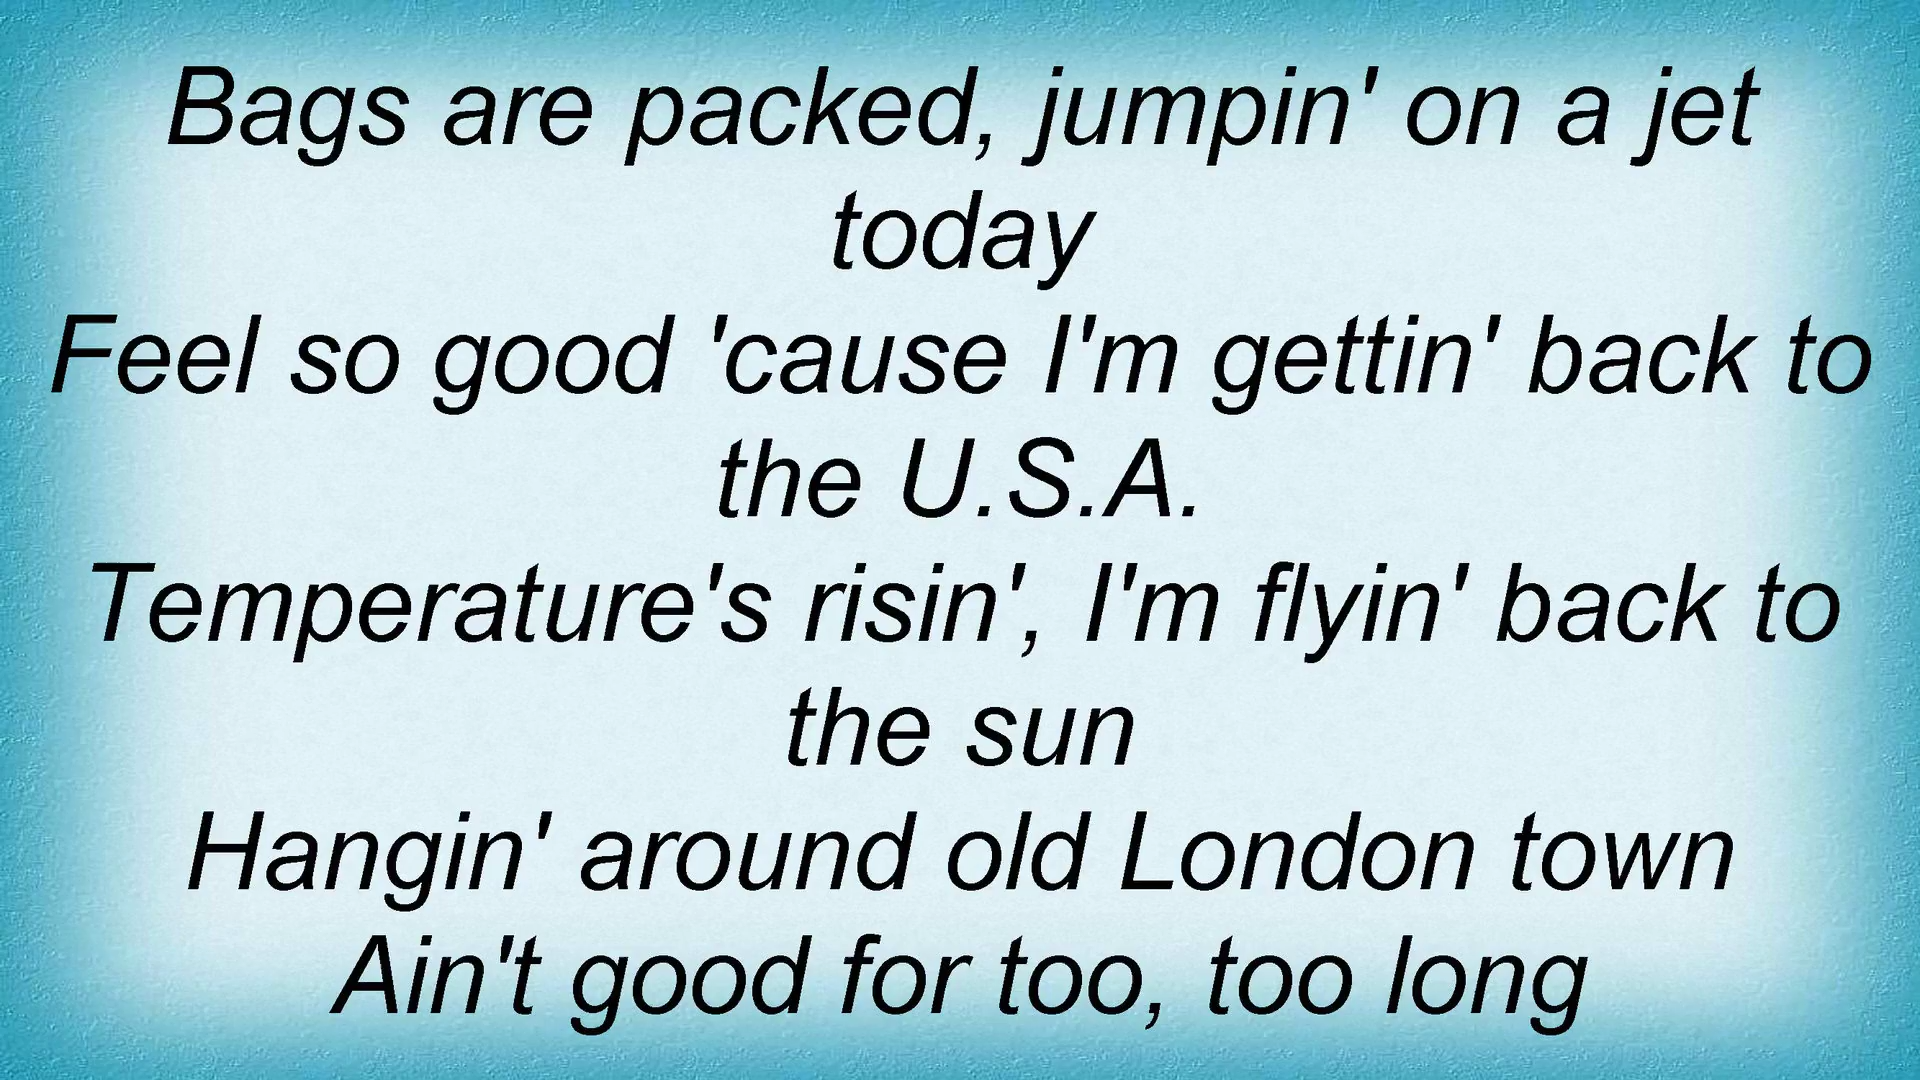 Bags are packed, jumpin' on a jet
today
Feel so good 'cause I'm gettin' back to
the U.S.A.
Temperature's risin', I'm flyin' back to
the sun
Hangin' around old London town
Ain't good for too, too long